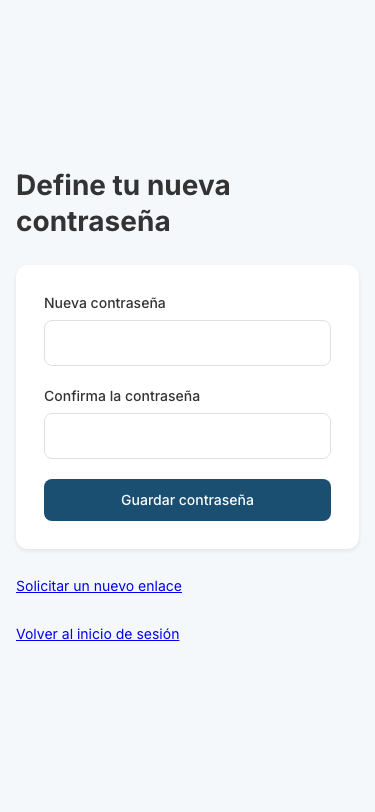 Define tu nueva
contraseña
Nueva contraseña
Confirma la contraseña
Guardar contraseña
Solicitar un nuevo enlace
Volver al inicio de sesión